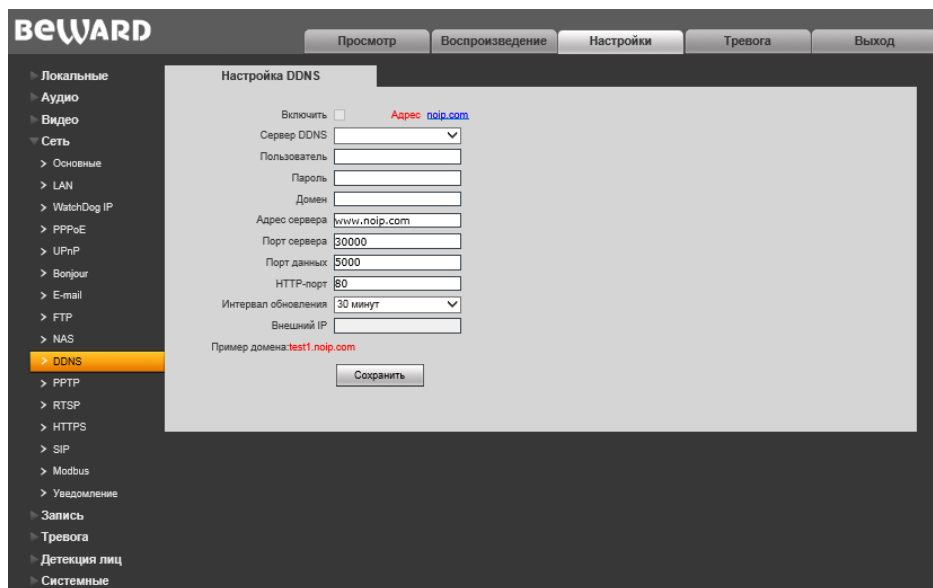 BEWARD
Просмотр
Воспроизведение
Настройки
Тревога
Выход
Локальные
Аудио
Видео
Сеть
Основные
LAN
WatchDog IP
PPPoE
UPnP
Bonjour
E-mail
FTP
NAS
DDNS
PPTP
RTSP
HTTPS
SIP
Modbus
Уведомление
Запись
Тревога
Детекция лиц
Системные
Настройка DDNS
Включить Адрес noip.com
Сервер DDNS
Пользователь
Пароль
Домен
Адрес сервера www.noip.com
Порт сервера 30000
Порт данных 5000
HTTP-порт 80
Интервал обновления 30 минут
Внешний IP
Пример домена:test1.noip.com
Сохранить